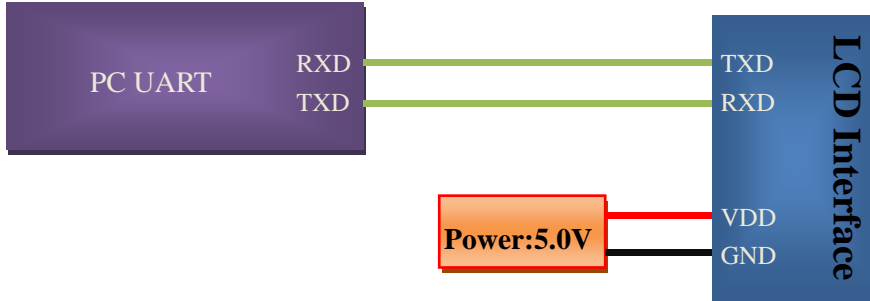 PC UART
RXD
TXD
TXD
RXD
LCD Interface
Power:5.0V
VDD
GND